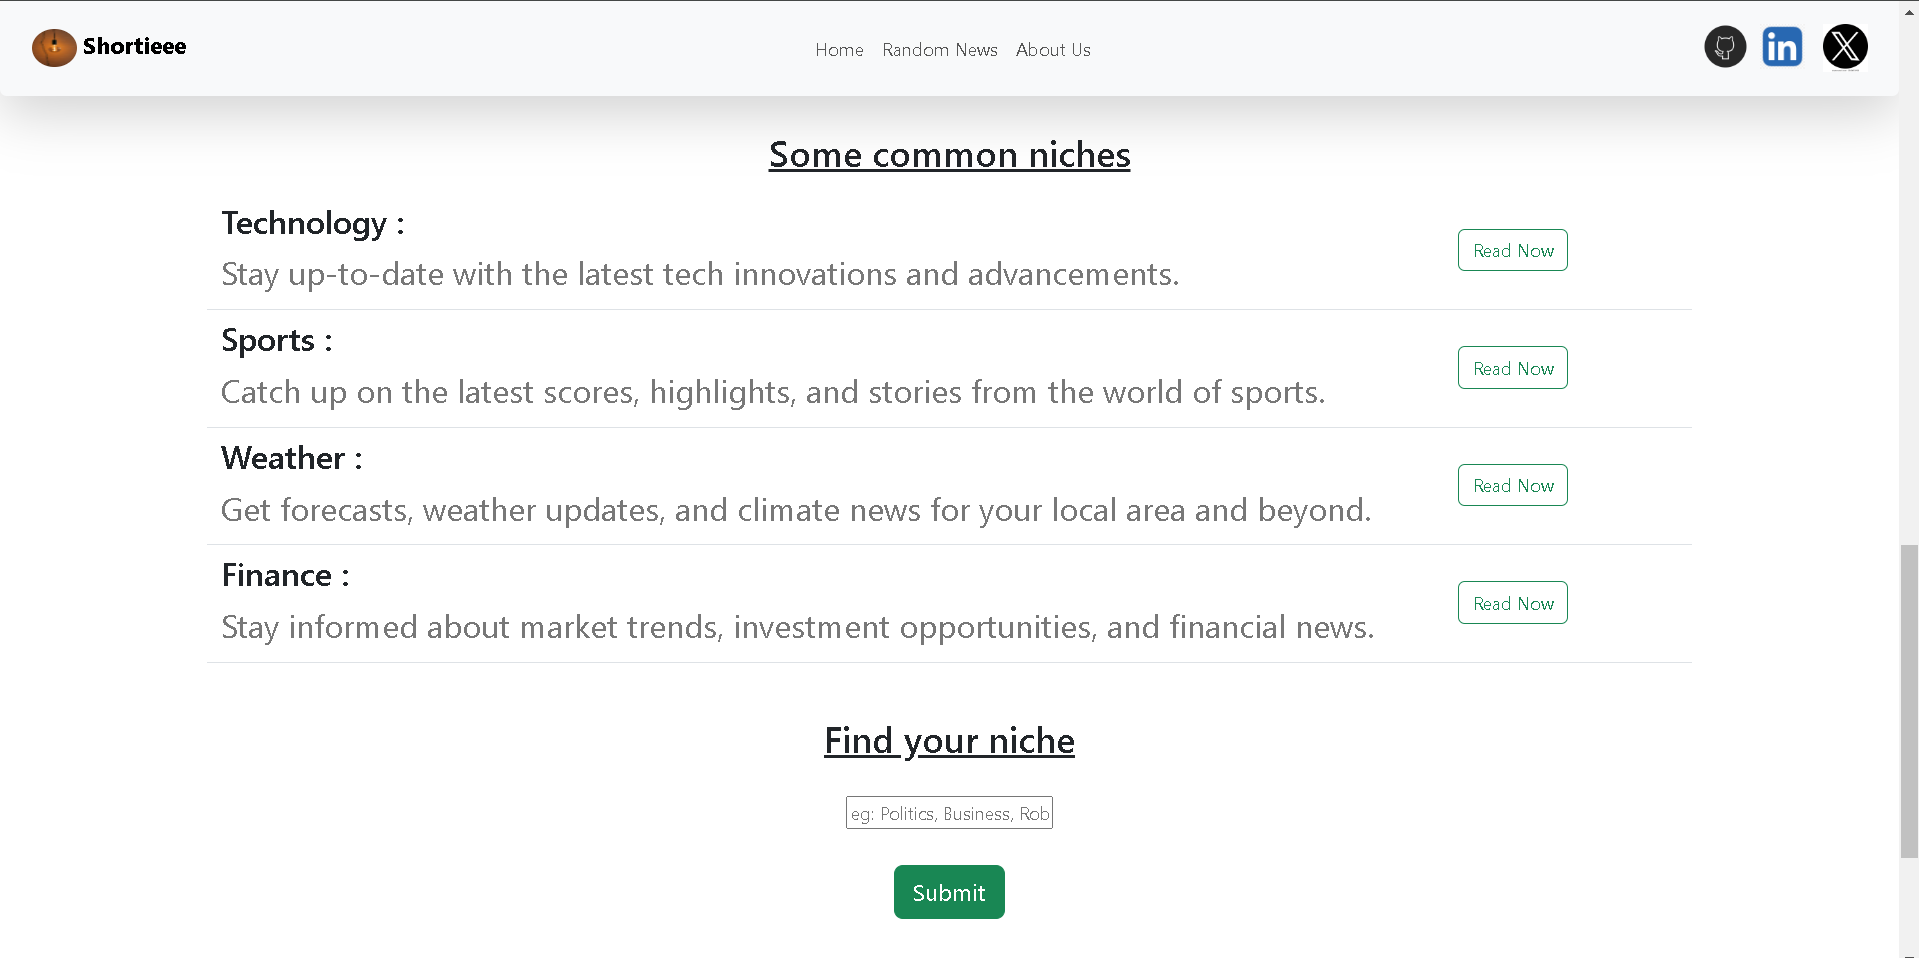 Shortieee
Home Random News About Us
in X
Some common niches
Technology :
Stay up-to-date with the latest tech innovations and advancements.
Read Now
Sports :
Catch up on the latest scores, highlights, and stories from the world of sports.
Read Now
Weather :
Get forecasts, weather updates, and climate news for your local area and beyond.
Read Now
Finance :
Stay informed about market trends, investment opportunities, and financial news.
Read Now
Find your niche
eg: Politics, Business, Rob
Submit